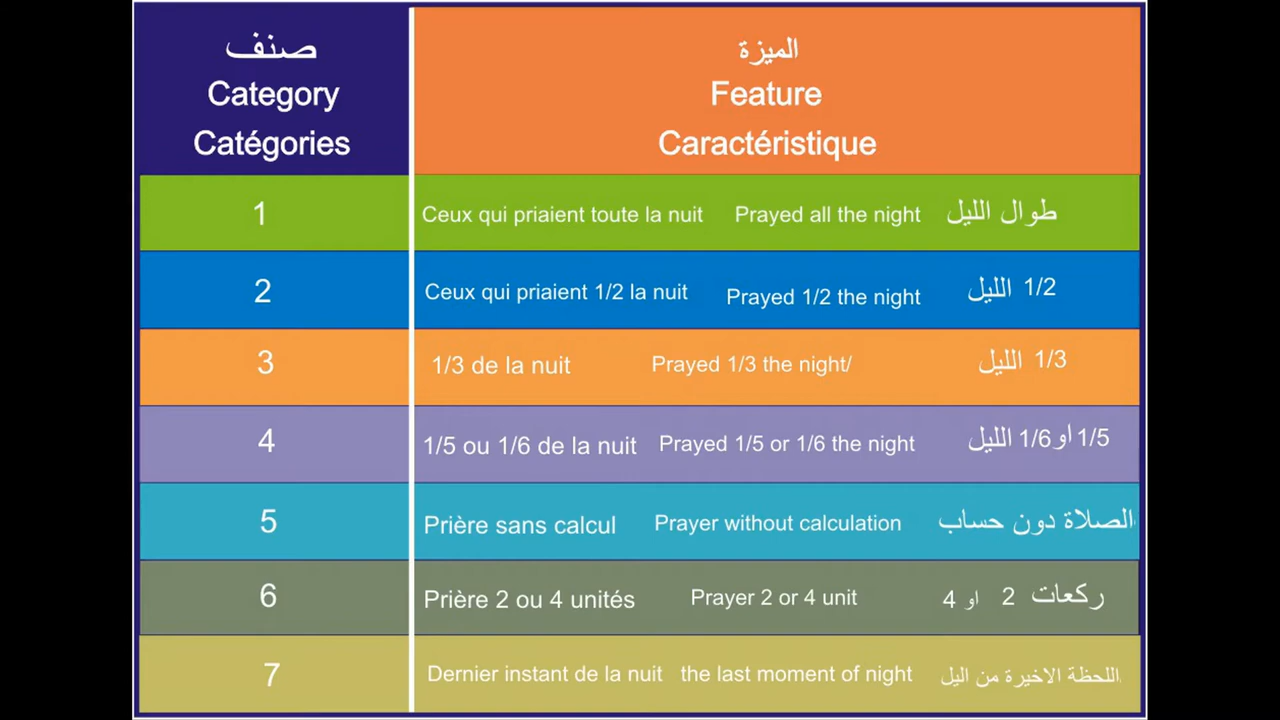 صنف
Category
Catégories
الميزة
Feature
Caractéristique
1 Ceux qui priaient toute la nuit Prayed all the night طوال الليل
2 Ceux qui priaient 1/2 la nuit Prayed 1/2 the night 1/2 الليل
3 1/3 de la nuit Prayed 1/3 the night/ 1/3 الليل
4 1/5 ou 1/6 de la nuit Prayed 1/5 or 1/6 the night 1/5 او 1/6 الليل
5 Prière sans calcul Prayer without calculation الصلاة دون حساب
6 Prière 2 ou 4 unités Prayer 2 or 4 unit ركعات 2 او 4
7 Dernier instant de la nuit the last moment of night اللحظة الاخيرة من اليل